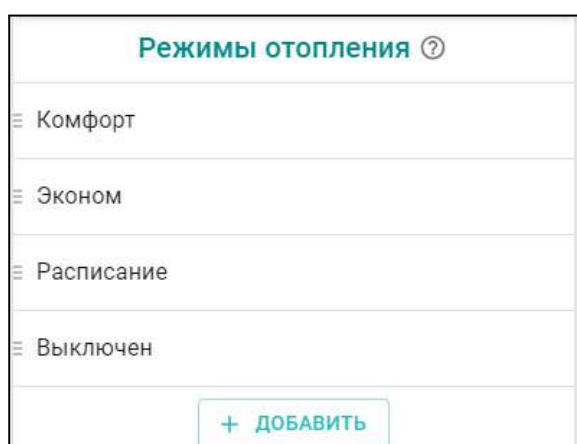 Режимы отопления ?
Комфорт
Эконом
Расписание
Выключен
+ ДОБАВИТЬ